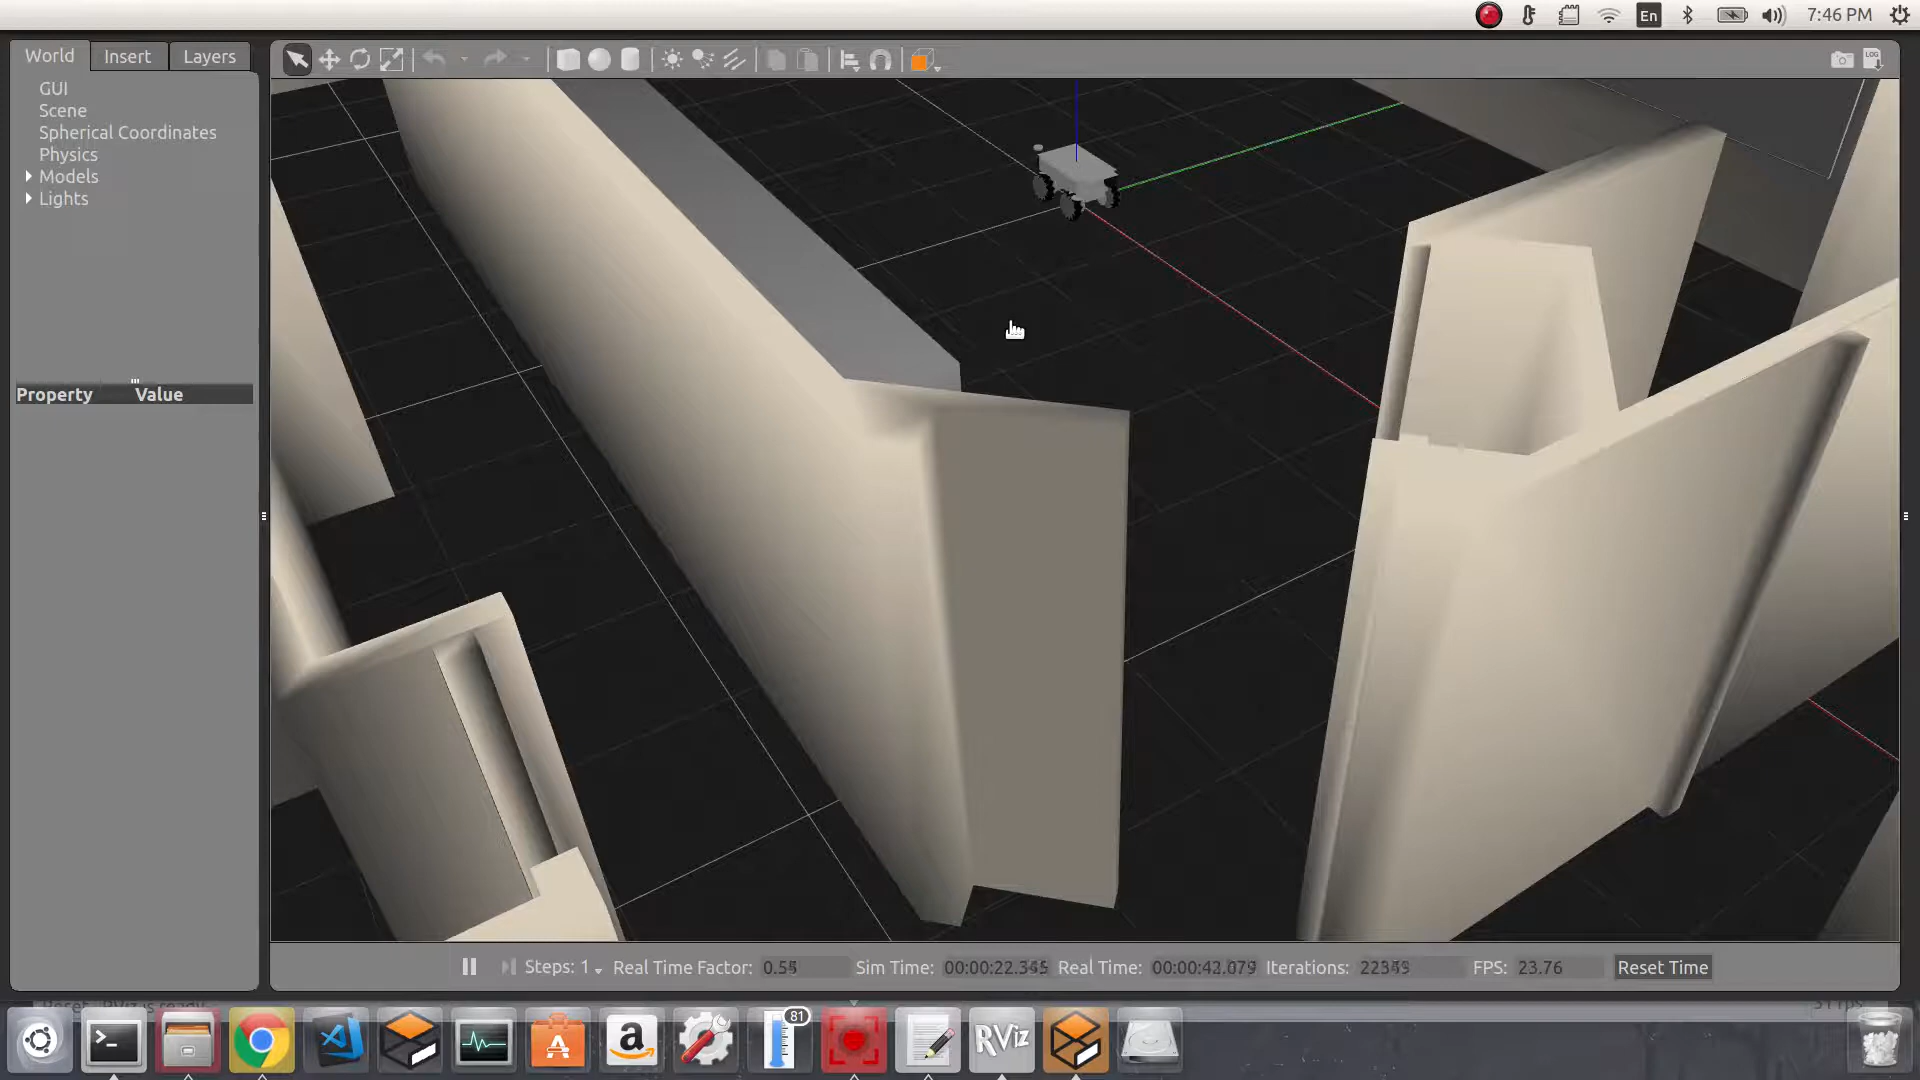 En
7:46 PM
World
Insert
Layers
LOG
GUI
Scene
Spherical Coordinates
Physics
Models
Lights
Property
Value
Steps: 1
Real Time Factor:
Sim Time:
Real Time:
Iterations:
FPS:
23.76
Reset Time
81
RViz